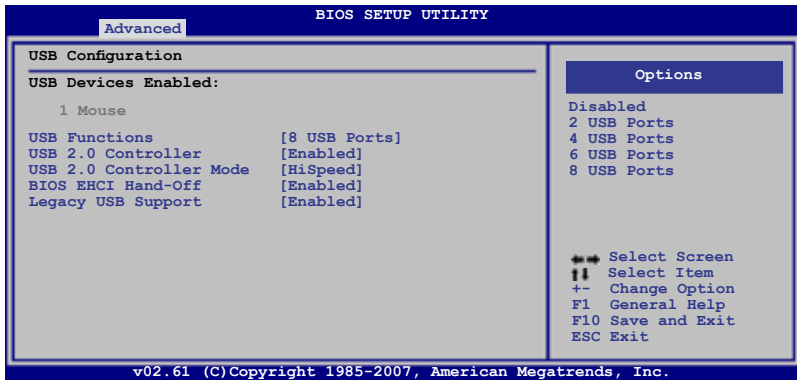 BIOS SETUP UTILITY
Advanced
USB Configuration
USB Devices Enabled:
1 Mouse
USB Functions [8 USB Ports]
USB 2.0 Controller [Enabled]
USB 2.0 Controller Mode [HiSpeed]
BIOS EHCI Hand-Off [Enabled]
Legacy USB Support [Enabled]
Options
Disabled
2 USB Ports
4 USB Ports
6 USB Ports
8 USB Ports
Select Screen
Select Item
+- Change Option
F1 General Help
F10 Save and Exit
ESC Exit
v02.61 (C)Copyright 1985-2007, American Megatrends, Inc.